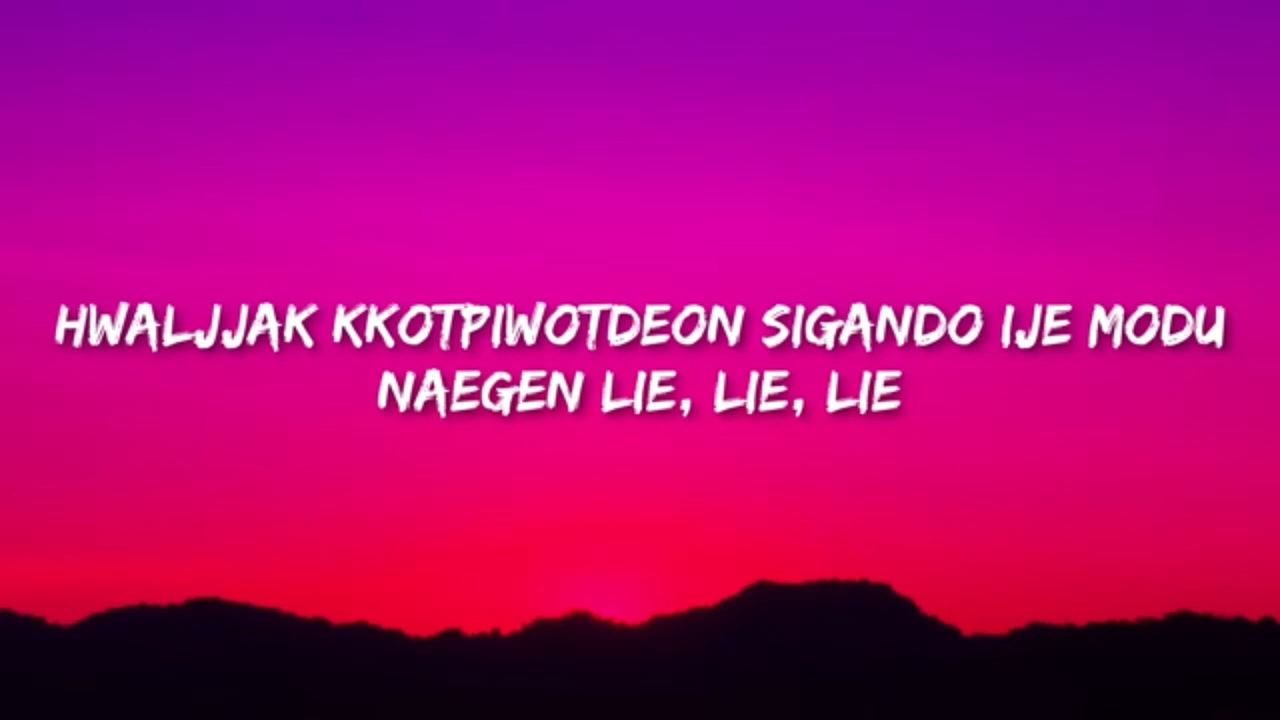 HWALJJAK KKOTPIWOTDEON SIGANDO IJE MODU
NAEGEN LIE, LIE, LIE